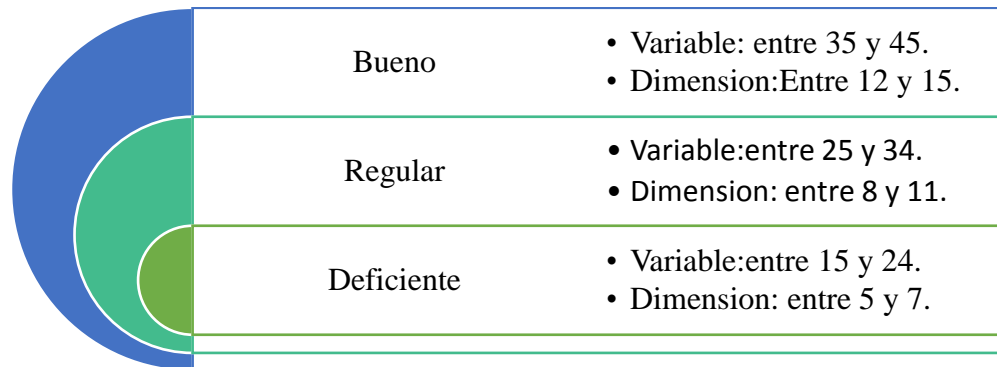 Bueno
• Variable: entre 35 y 45.
• Dimension:Entre 12 y 15.
Regular
• Variable:entre 25 y 34.
• Dimension: entre 8 y 11.
Deficiente
• Variable:entre 15 y 24.
• Dimension: entre 5 y 7.